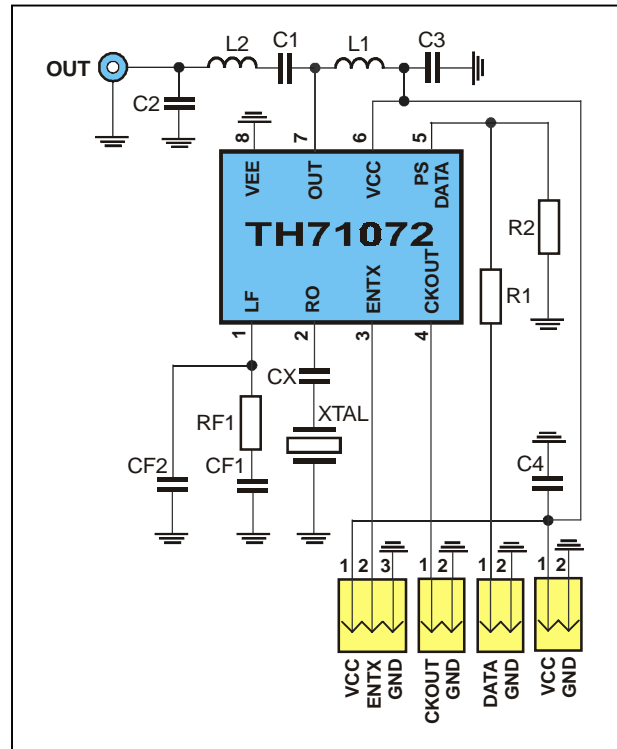 L2 C1 L1 C3
OUT
C2
8 7 6 5
VEE OUT VCC PS DATA
TH71072
R2
LF RO ENTX CKOUT
R1
1 2 3 4
CX
XTAL
RF1
CF2 CF1
C4
1 2 3 1 2 1 2 1 2
VCC ENTX GND CKOUT GND DATA GND VCC GND